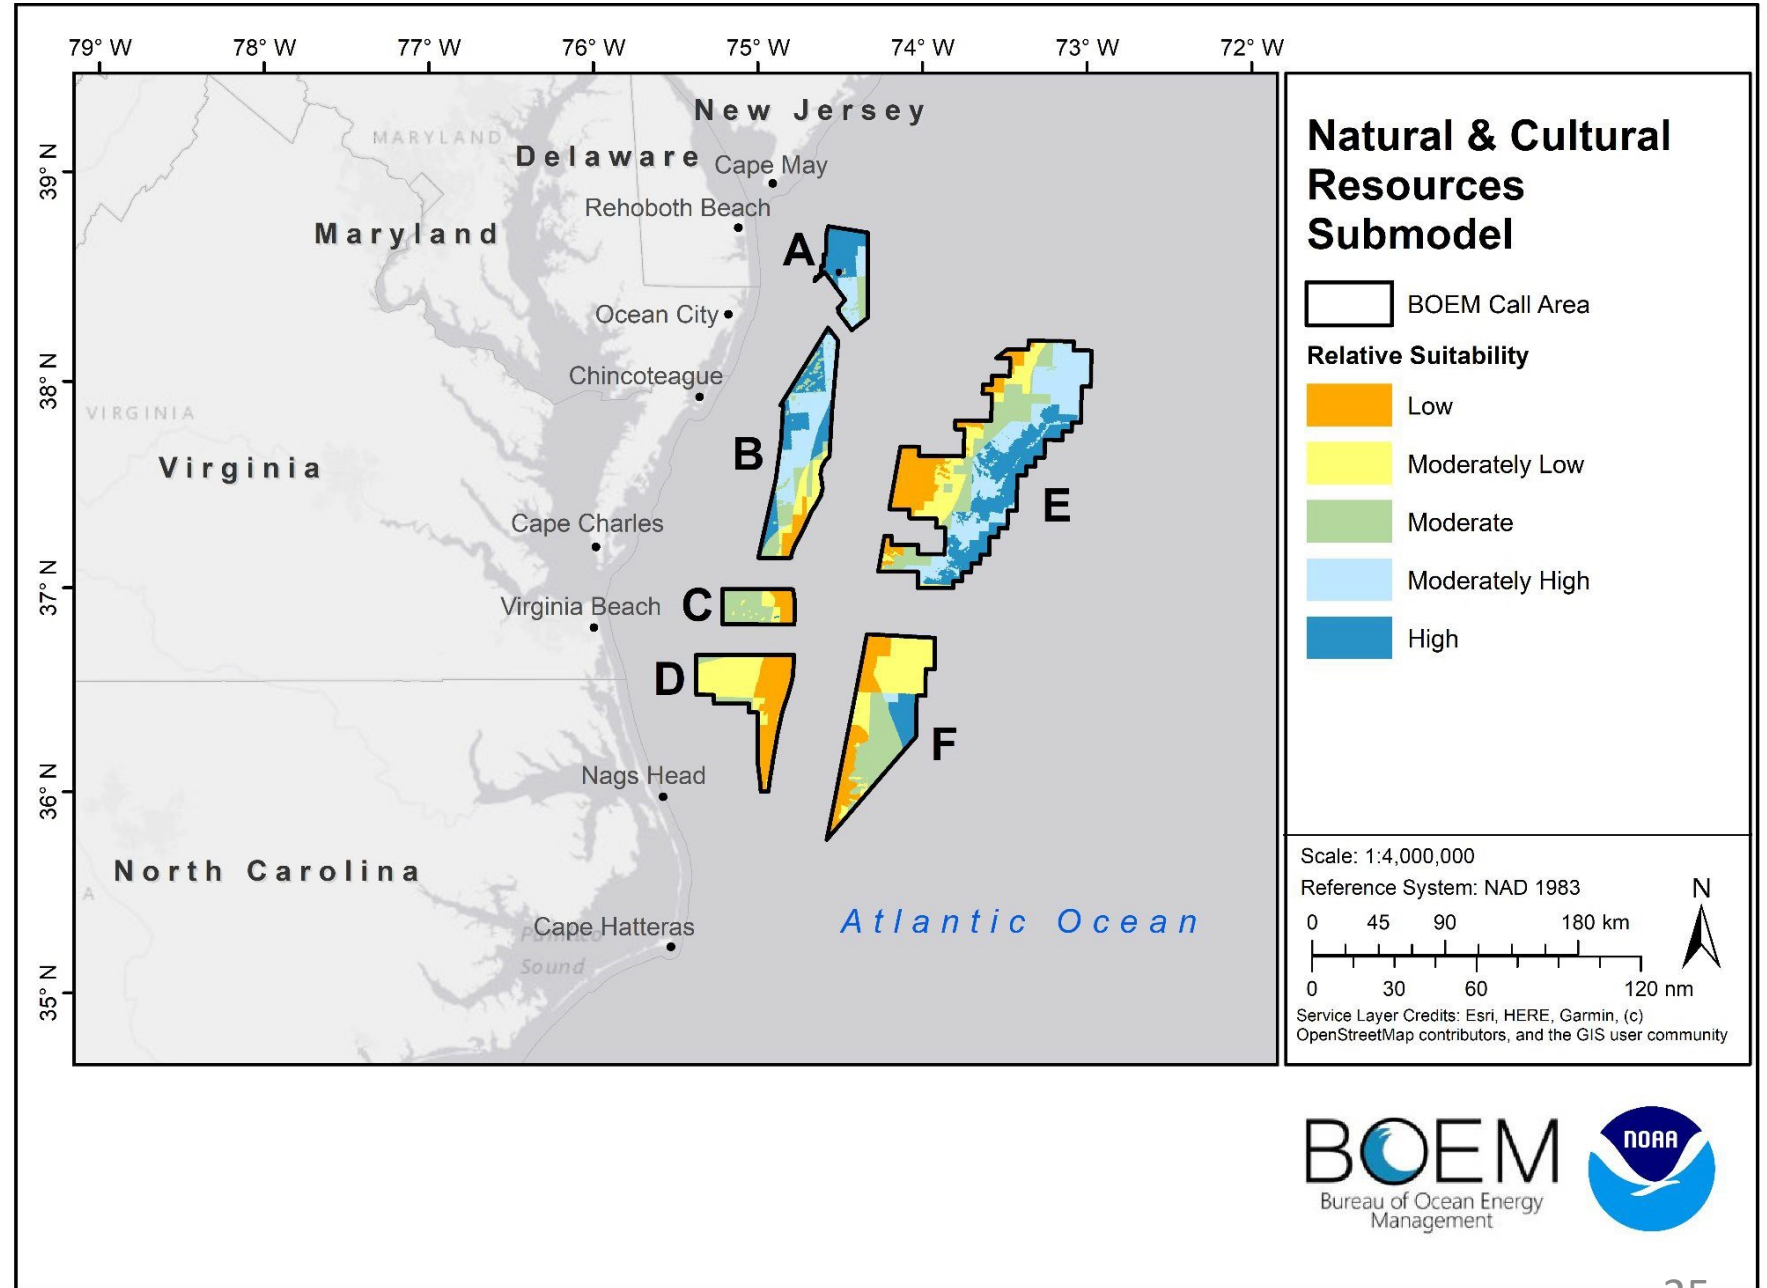 79° W 78° W 77° W 76° W 75° W 74° W 73° W 72° W
39° N
38° N
37° N
36° N
35° N
New Jersey
MARYLAND
Delaware
Cape May
Rehoboth Beach
Maryland
A
Ocean City
Chincoteague
VIRGINIA
B
Virginia
E
Cape Charles
Virginia Beach
C
D
F
Nags Head
North Carolina
A
Cape Hatteras
Sound
Atlantic Ocean
Natural & Cultural
Resources
Submodel
BOEM Call Area
Relative Suitability
Low
Moderately Low
Moderate
Moderately High
High
Scale: 1:4,000,000
Reference System: NAD 1983
N
0 45 90 180 km
0 30 60 120 nm
Service Layer Credits: Esri, HERE, Garmin, (c)
OpenStreetMap contributors, and the GIS user community
BOEM
Bureau of Ocean Energy
Management
NOAA